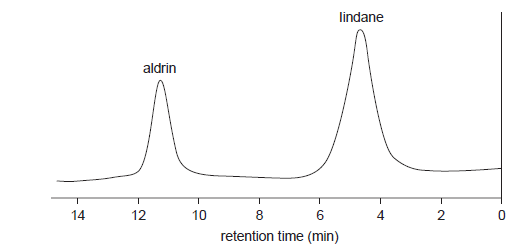 lindane
aldrin
14 12 10 8 6 4 2 0
retention time (min)